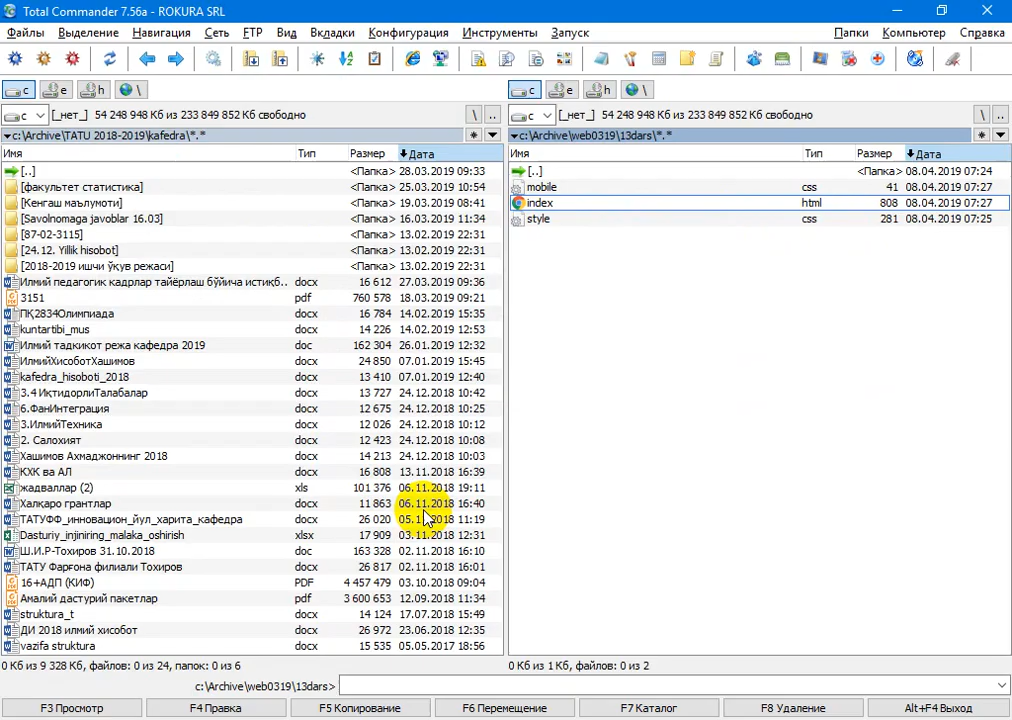 Total Commander 7.56a - ROKURA SRL
Файлы Выделение Навигация Сеть FTP Вид Вкладки Конфигурация Инструменты Запуск Папки Компьютер Справка
c e h \ c e h \
c [_нет_] 54 248 948 Кб из 233 849 852 Кб свободно \ .. c [_нет_] 54 248 948 Кб из 233 849 852 Кб свободно \ ..
c:\Archive\TATU 2018-2019\kafedra\*.* * c:\Archive\web0319\13dars\*.* *
Имя Тип Размер Дата Имя Тип Размер Дата
[..] <Папка> 28.03.2019 09:33 [..] <Папка> 08.04.2019 07:24
[факультет статистика] <Папка> 25.03.2019 10:54 mobile css 41 08.04.2019 07:27
[Кенгаш маълумоти] <Папка> 19.03.2019 08:41 index html 808 08.04.2019 07:27
[Savolnomaga javoblar 16.03] <Папка> 16.03.2019 11:34 style css 281 08.04.2019 07:25
[87-02-3115] <Папка> 13.02.2019 22:31
[24.12. Yillik hisobot] <Папка> 13.02.2019 22:31
[2018-2019 ишчи ўқув режаси] <Папка> 13.02.2019 22:31
Илмий педагогик кадрлар тайёрлаш бўйича истиқб.. docx 16 612 27.03.2019 09:36
3151 pdf 760 578 18.03.2019 09:21
ПҚ2834Олимпиада docx 16 784 14.02.2019 15:35
kuntartibi_mus docx 14 226 14.02.2019 12:53
Илмий тадкикот режа кафедра 2019 doc 162 304 26.01.2019 12:32
ИлмийХисоботХашимов docx 24 850 07.01.2019 15:45
kafedra_hisoboti_2018 docx 13 410 07.01.2019 12:40
3.4 ИқтидорлиТалабалар docx 13 727 24.12.2018 10:42
6.ФанИнтеграция docx 12 675 24.12.2018 10:25
3.ИлмийТехника docx 12 026 24.12.2018 10:12
2. Салохият docx 12 423 24.12.2018 10:08
Хашимов Ахмаджоннинг 2018 docx 14 213 24.12.2018 10:03
КХК ва АЛ docx 16 808 13.11.2018 16:39
жадваллар (2) xls 101 376 06.11.2018 19:11
Халқаро грантлар docx 11 863 06.11.2018 16:40
ТАТУФФ_инновацион_йул_харита_кафедра docx 26 020 11:19
Dasturiy_injiniring_malaka_oshirish xlsx 17 909 03.11.2018 12:31
Ш.И.Р-Тохиров 31.10.2018 doc 163 328 02.11.2018 16:10
ТАТУ Фарғона филиали Тохиров docx 26 817 02.11.2018 16:01
16+АДП (КИФ) PDF 4 457 479 03.10.2018 09:04
Амалий дастурий пакетлар pdf 3 600 653 12.09.2018 11:34
struktura_t docx 14 124 17.07.2018 15:49
ДИ 2018 илмий хисобот docx 26 972 23.06.2018 12:35
vazifa struktura docx 15 535 05.05.2017 18:56
0 Кб из 9 328 Кб, файлов: 0 из 24, папок: 0 из 6 0 Кб из 1 Кб, файлов: 0 из 2
c:\Archive\web0319\13dars>
F3 Просмотр F4 Правка F5 Копирование F6 Перемещение F7 Каталог F8 Удаление Alt+F4 Выход